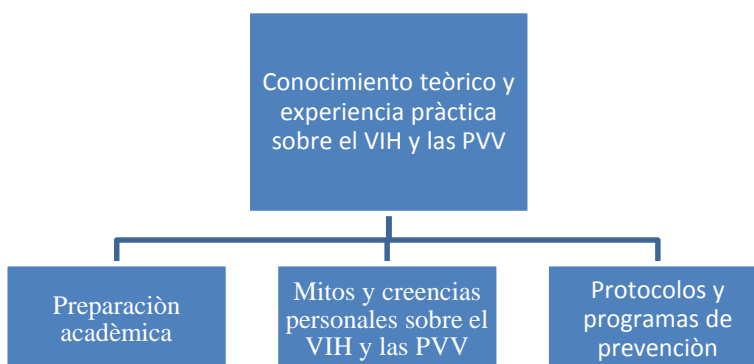 Conocimiento teòrico y
experiencia pràctica
sobre el VIH y las PVV
Preparaciòn
acadèmica
Mitos y creencias
personales sobre el
VIH y las PVV
Protocolos y
programas de
prevenciòn